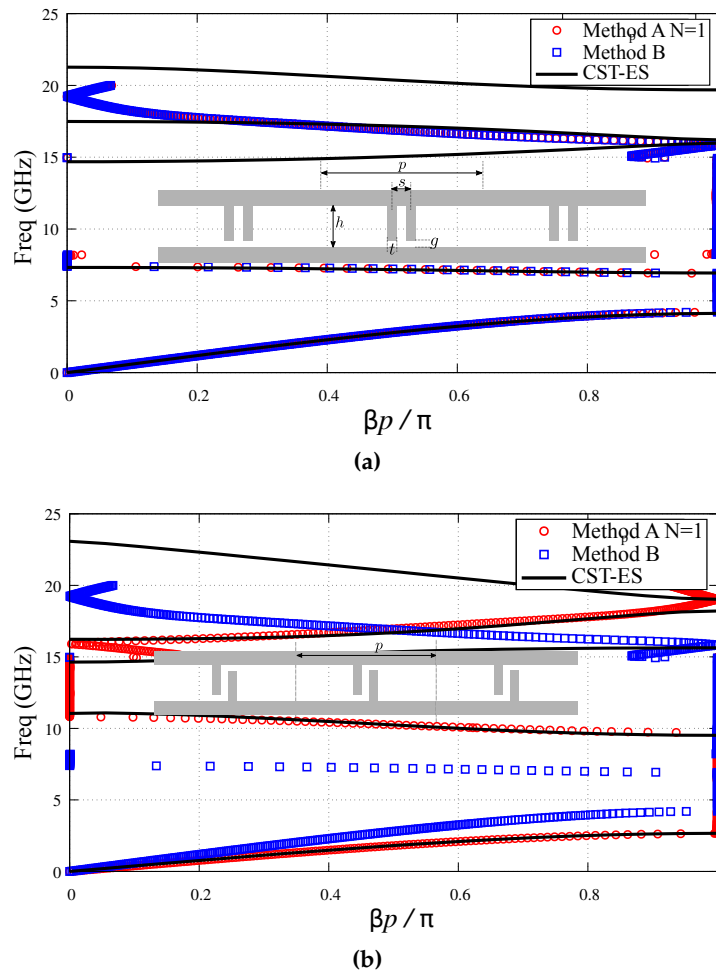 25
20
15
10
5
0
Freq (GHz)
Method A N_p=1
Method B
CST-ES
p
s
h
t
g
0
0.2
0.4
0.6
0.8
βp / π
(a)
25
20
15
10
5
0
Freq (GHz)
Method A N_p=1
Method B
CST-ES
p
0
0.2
0.4
0.6
0.8
βp / π
(b)